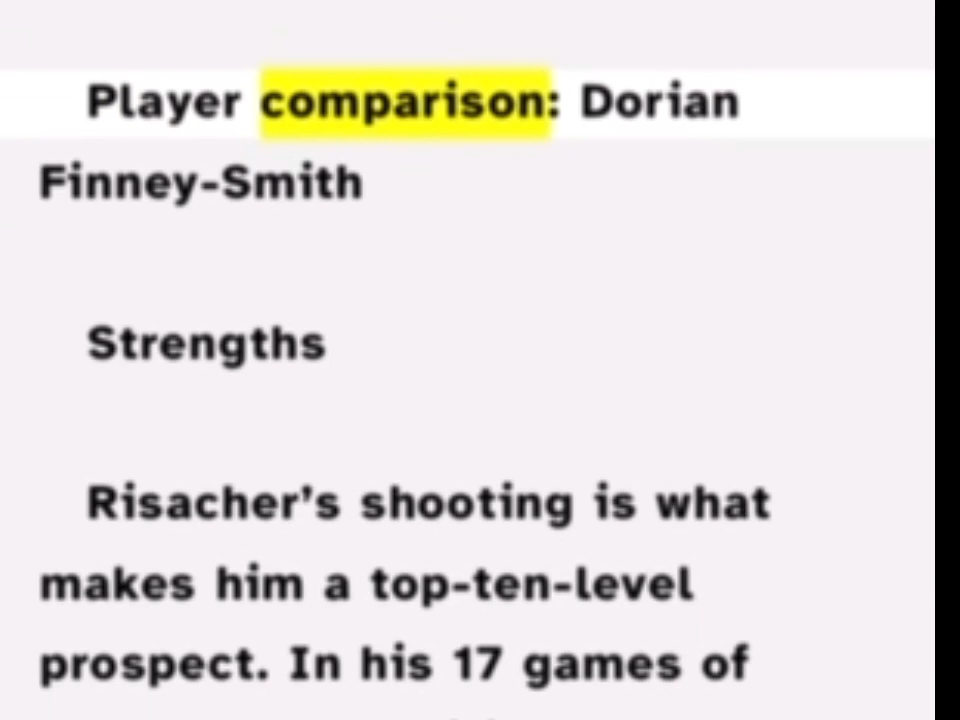 Player comparison: Dorian
Finney-Smith
Strengths
Risacher's shooting is what
makes him a top-ten-level
prospect. In his 17 games of